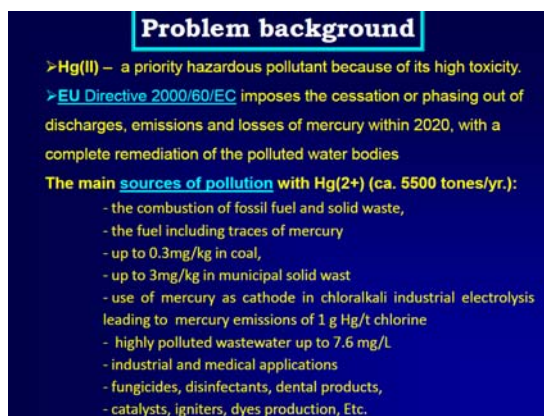 Problem background
➢Hg(II) – a priority hazardous pollutant because of its high toxicity.
➢EU Directive 2000/60/EC imposes the cessation or phasing out of
discharges, emissions and losses of mercury within 2020, with a
complete remediation of the polluted water bodies
The main sources of pollution with Hg(2+) (ca. 5500 tones/yr.):
- the combustion of fossil fuel and solid waste,
- the fuel including traces of mercury
- up to 0.3mg/kg in coal,
- up to 3mg/kg in municipal solid wast
- use of mercury as cathode in chloralkali industrial electrolysis
leading to mercury emissions of 1 g Hg/t chlorine
- highly polluted wastewater up to 7.6 mg/L
- industrial and medical applications
- fungicides, disinfectants, dental products,
- catalysts, igniters, dyes production, Etc.